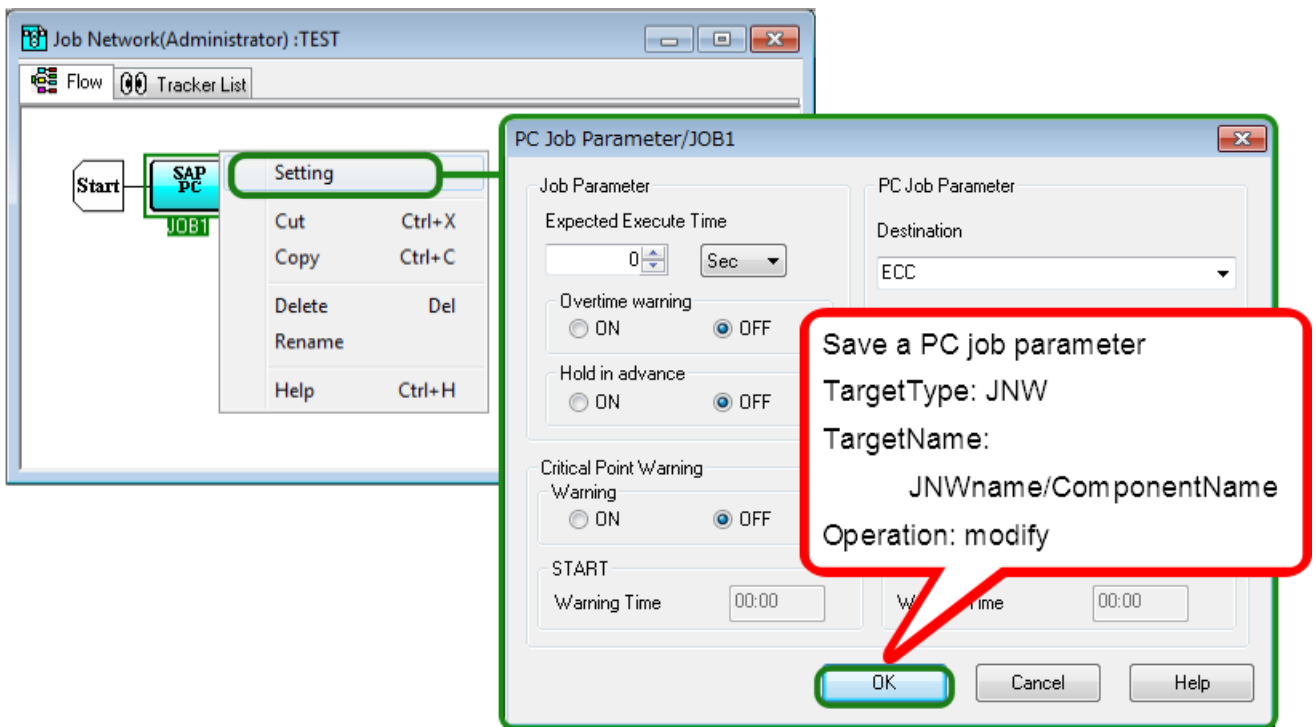 Job Network(Administrator) :TEST
Flow
Tracker List
Start
SAP
PC
JOB1
Setting
Cut Ctrl+X
Copy Ctrl+C
Delete Del
Rename
Help Ctrl+H
PC Job Parameter/JOB1
Job Parameter
Expected Execute Time
0 Sec
Overtime warning
ON OFF
Hold in advance
ON OFF
PC Job Parameter
Destination
ECC
Critical Point Warning
Warning
ON OFF
START
Warning Time 00:00
00:00
Save a PC job parameter
TargetType: JNW
TargetName:
JNWname/ComponentName
Operation: modify
OK Cancel Help